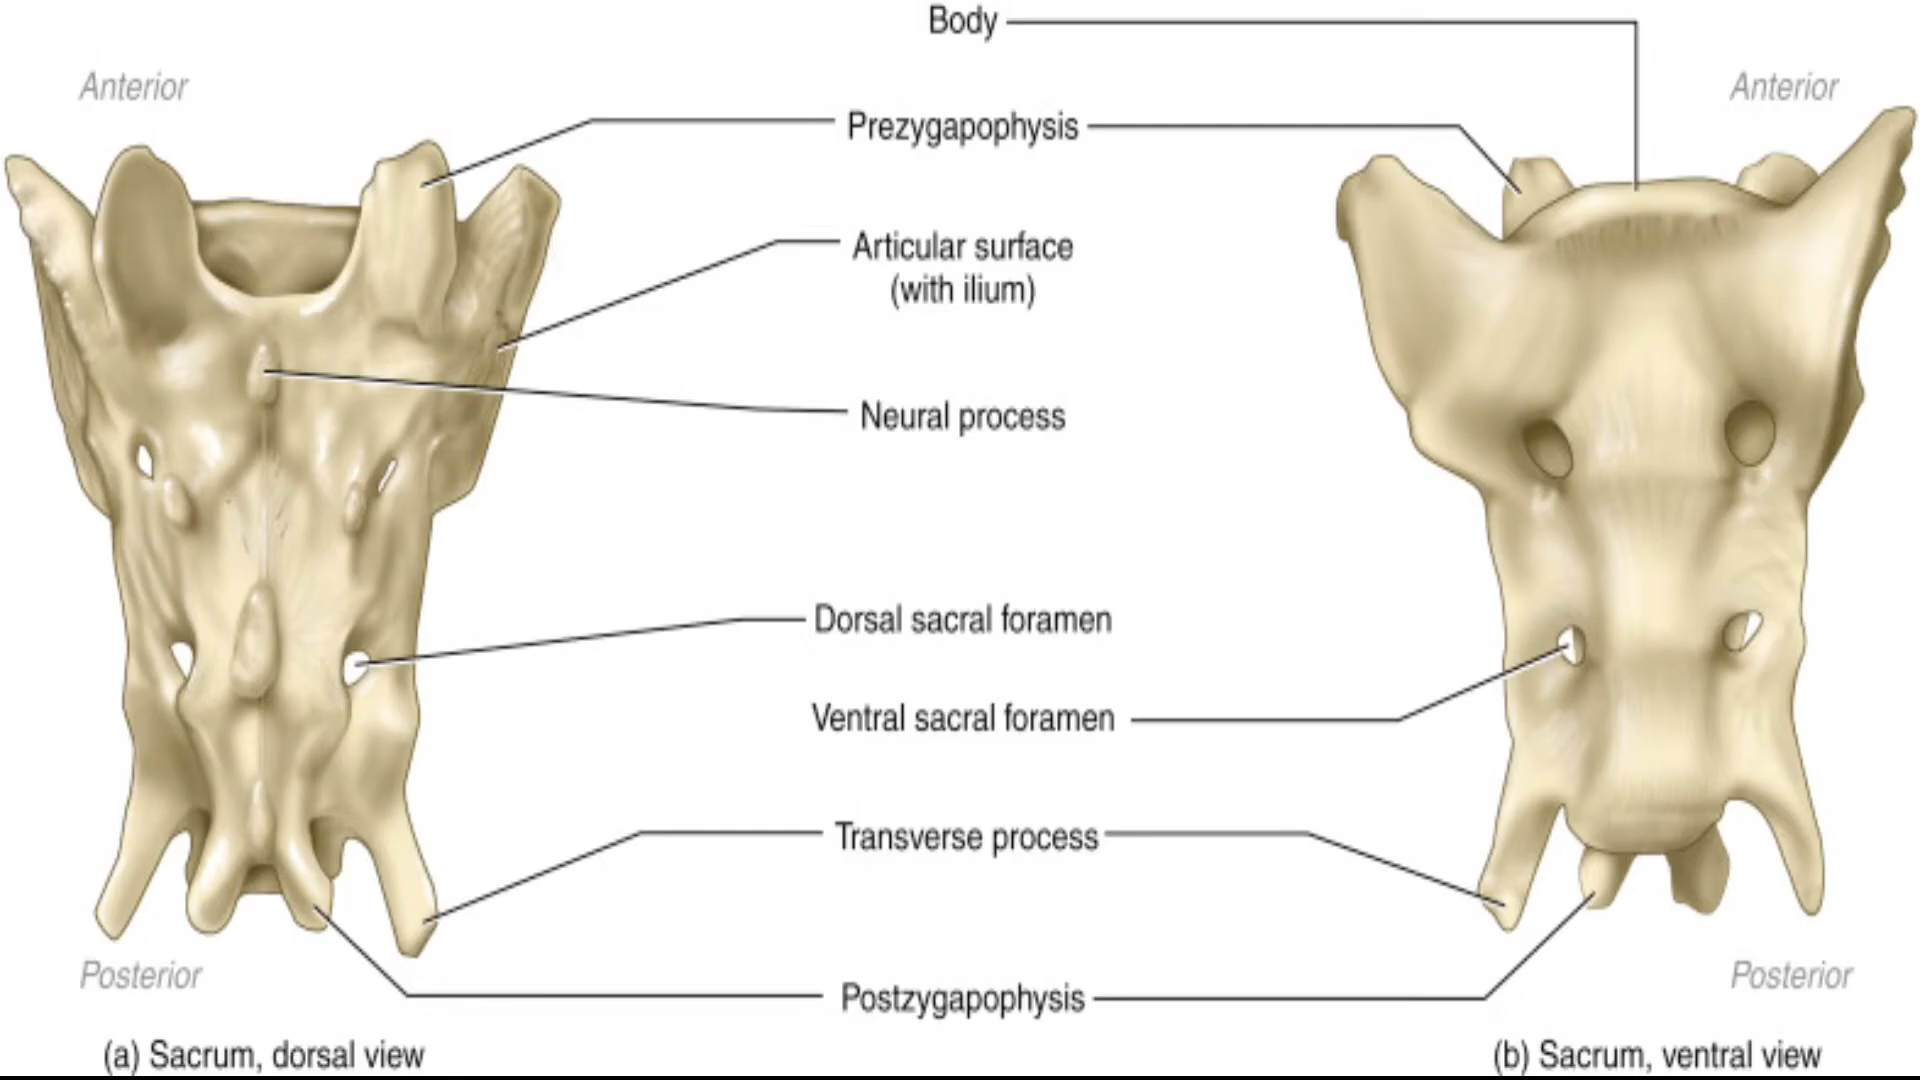 Body
Anterior
Anterior
Prezygapophysis
Articular surface
(with ilium)
Neural process
Dorsal sacral foramen
Ventral sacral foramen
Transverse process
Posterior
Posterior
Postzygapophysis
(a) Sacrum, dorsal view
(b) Sacrum, ventral view